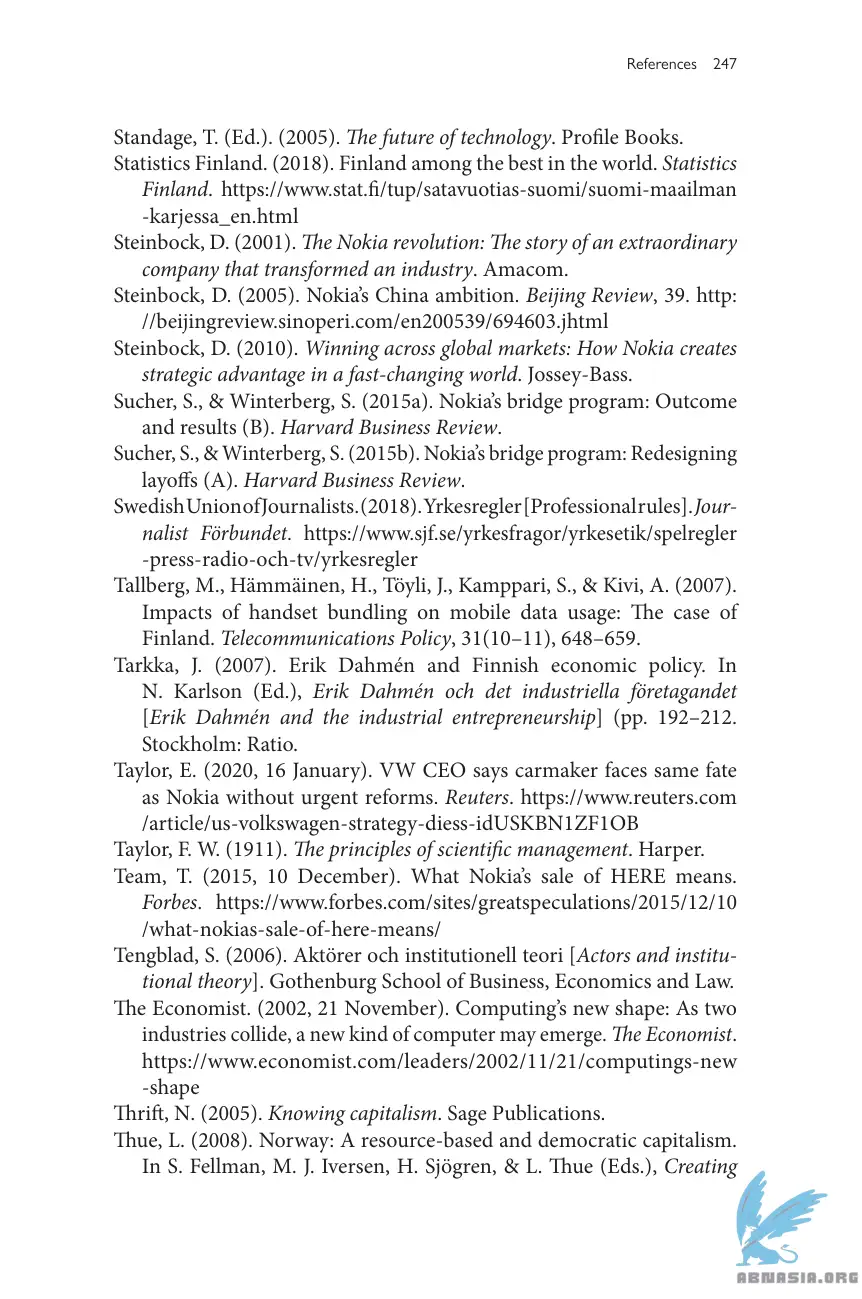 References 247
Standage, T. (Ed.). (2005). The future of technology. Profile Books.
Statistics Finland. (2018). Finland among the best in the world. Statistics
Finland. https://www.stat.fi/tup/satavuotias-suomi/suomi-maailman
-karjessa_en.html
Steinbock, D. (2001). The Nokia revolution: The story of an extraordinary
company that transformed an industry. Amacom.
Steinbock, D. (2005). Nokia’s China ambition. Beijing Review, 39. http:
//beijingreview.sinoperi.com/en200539/694603.jhtml
Steinbock, D. (2010). Winning across global markets: How Nokia creates
strategic advantage in a fast-changing world. Jossey-Bass.
Sucher, S., & Winterberg, S. (2015a). Nokia’s bridge program: Outcome
and results (B). Harvard Business Review.
Sucher, S., & Winterberg, S. (2015b). Nokia’s bridge program: Redesigning
layoffs (A). Harvard Business Review.
Swedish Union of Journalists. (2018). Yrkesregler [Professional rules]. Jour-
nalist Förbundet. https://www.sjf.se/yrkesfragor/yrkesetik/spelregler
-press-radio-och-tv/yrkesregler
Tallberg, M., Hämmäinen, H., Töyli, J., Kamppari, S., & Kivi, A. (2007).
Impacts of handset bundling on mobile data usage: The case of
Finland. Telecommunications Policy, 31(10–11), 648–659.
Tarkka, J. (2007). Erik Dahmén and Finnish economic policy. In
N. Karlson (Ed.), Erik Dahmén och det industriella företagandet
[Erik Dahmén and the industrial entrepreneurship] (pp. 192–212.
Stockholm: Ratio.
Taylor, E. (2020, 16 January). VW CEO says carmaker faces same fate
as Nokia without urgent reforms. Reuters. https://www.reuters.com
/article/us-volkswagen-strategy-diess-idUSKBN1ZF1OB
Taylor, F. W. (1911). The principles of scientific management. Harper.
Team, T. (2015, 10 December). What Nokia’s sale of HERE means.
Forbes. https://www.forbes.com/sites/greatspeculations/2015/12/10
/what-nokias-sale-of-here-means/
Tengblad, S. (2006). Aktörer och institutionell teori [Actors and institu-
tional theory]. Gothenburg School of Business, Economics and Law.
The Economist. (2002, 21 November). Computing’s new shape: As two
industries collide, a new kind of computer may emerge. The Economist.
https://www.economist.com/leaders/2002/11/21/computings-new
-shape
Thrift, N. (2005). Knowing capitalism. Sage Publications.
Thue, L. (2008). Norway: A resource-based and democratic capitalism.
In S. Fellman, M. J. Iversen, H. Sjögren, & L. Thue (Eds.), Creating
ABNASIA.ORG